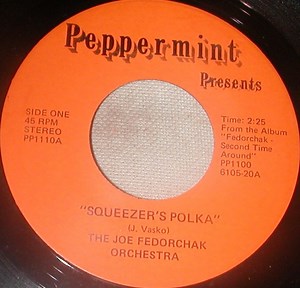 Peppermint
Presents
SIDE ONE
45 RPM
STEREO
PP1110A
Time: 2:25
From the Album
"Fedorchak -
Second Time
Around"
PP1100
6105-20A
"SQUEEZER'S POLKA"
(J. Vasko)
THE JOE FEDORCHAK
ORCHESTRA